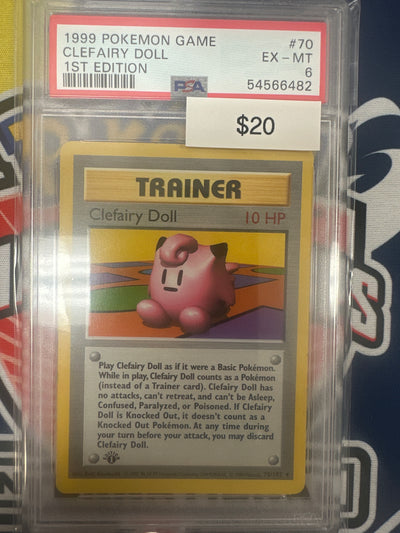 1999 POKEMON GAME #70
CLEFAIRY DOLL EX - MT
1ST EDITION 6
PSA 54566482
$20
TRAINER
Clefairy Doll 10 HP
Play Clefairy Doll as if it were a Basic Pokémon.
While in play, Clefairy Doll counts as a Pokémon
(instead of a Trainer card). Clefairy Doll has
no attacks, can't retreat, and can't be Asleep,
Confused, Paralyzed, or Poisoned. If Clefairy
Doll is Knocked Out, it doesn't count as a
Knocked Out Pokémon. At any time during
your turn before your attack, you may discard
Clefairy Doll.
70/102 ★